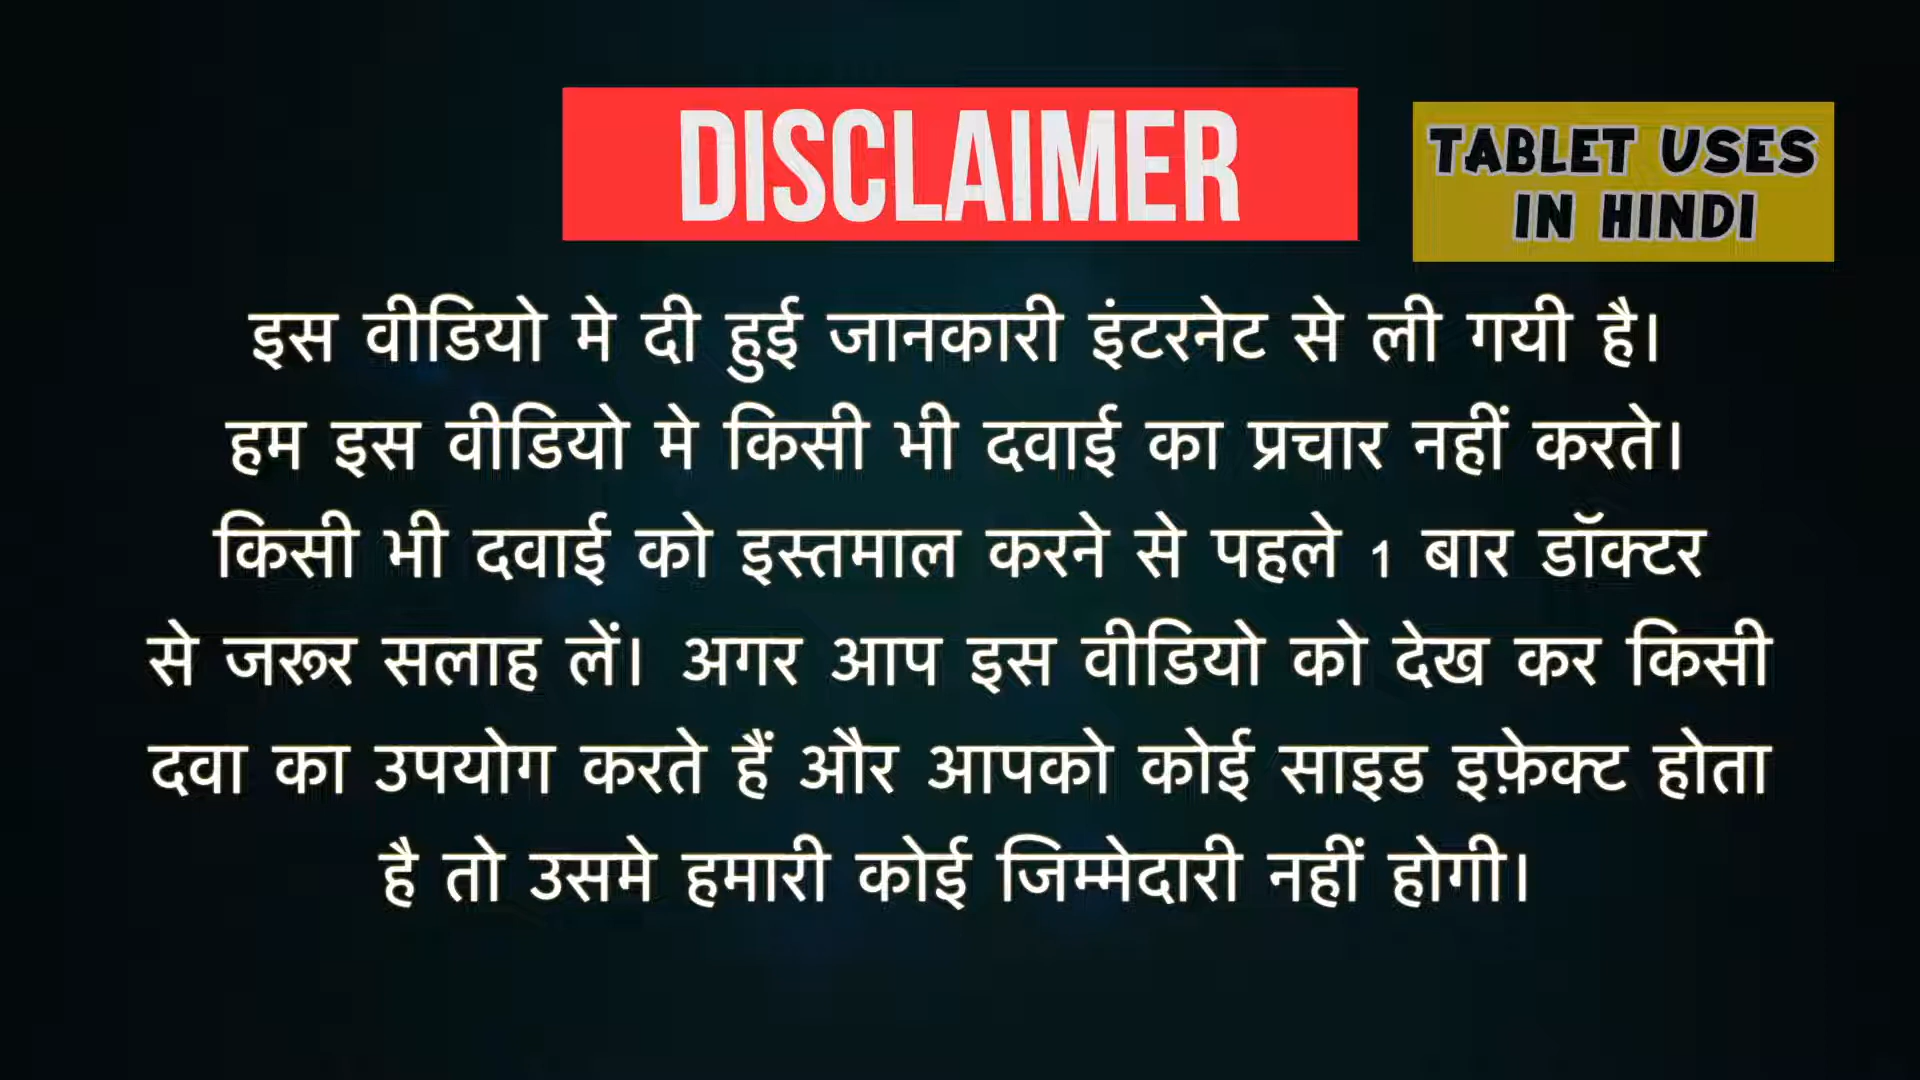 DISCLAIMER
TABLET USES
IN HINDI
इस वीडियो मे दी हुई जानकारी इंटरनेट से ली गयी है।
हम इस वीडियो मे किसी भी दवाई का प्रचार नहीं करते।
किसी भी दवाई को इस्तमाल करने से पहले 1 बार डॉक्टर
से जरूर सलाह लें। अगर आप इस वीडियो को देख कर किसी
दवा का उपयोग करते हैं और आपको कोई साइड इफ़ेक्ट होता
है तो उसमे हमारी कोई जिम्मेदारी नहीं होगी।